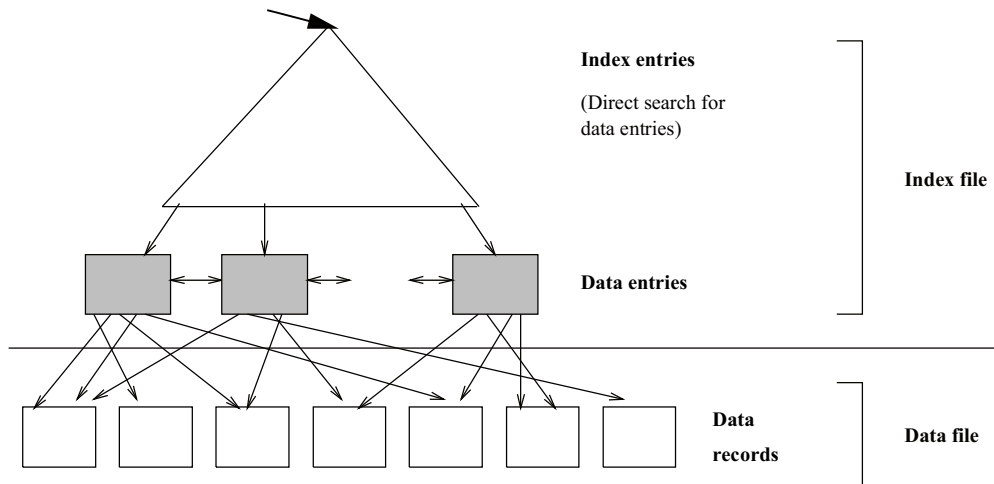 Index entries
(Direct search for
data entries)
Index file
Data entries
Data
records
Data file